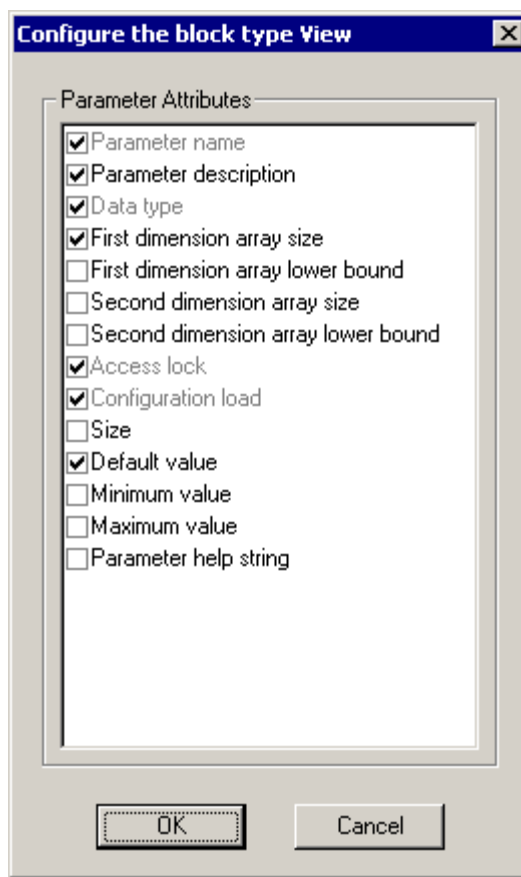 Configure the block type View
Parameter Attributes
Parameter name
Parameter description
Data type
First dimension array size
First dimension array lower bound
Second dimension array size
Second dimension array lower bound
Access lock
Configuration load
Size
Default value
Minimum value
Maximum value
Parameter help string
OK
Cancel